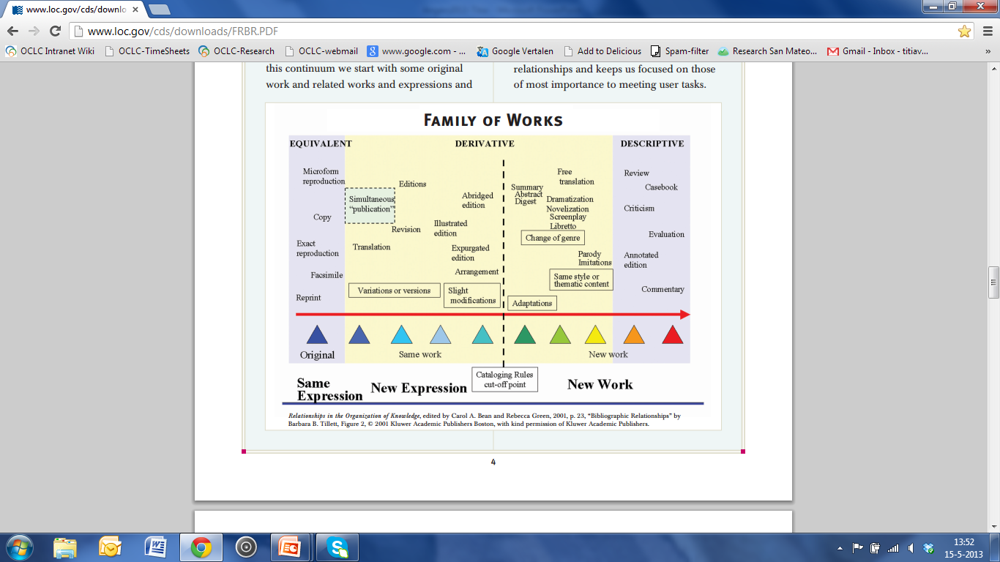 www.loc.gov/cds/downlo
www.loc.gov/cds/downloads/FRBR.PDF
OCLC Intranet Wiki
OCLC-TimeSheets
OCLC-Research
OCLC-webmail
www.google.com - ...
Google Vertalen
Add to Delicious
Spam-filter
Research San Mateo...
Gmail - Inbox - titiav...
»
this continuum we start with some original
work and related works and expressions and
relationships and keeps us focused on those
of most importance to meeting user tasks.
FAMILY OF WORKS
EQUIVALENT
DERIVATIVE
DESCRIPTIVE
Microform
reproduction
Copy
Exact
reproduction
Facsimile
Reprint
Simultaneous
“publication”
Editions
Revision
Translation
Abridged
edition
Illustrated
edition
Expurgated
edition
Arrangement
Variations or versions
Slight
modifications
Summary
Abstract
Digest
Free
translation
Dramatization
Novelization
Screenplay
Libretto
Change of genre
Parody
Imitations
Same style or
thematic content
Adaptations
Review
Casebook
Criticism
Evaluation
Annotated
edition
Commentary
Original
Same work
New work
Same
Expression
New Expression
Cataloging Rules
cut-off point
New Work
Relationships in the Organization of Knowledge, edited by Carol A. Bean and Rebecca Green, 2001, p. 23, “Bibliographic Relationships” by
Barbara B. Tillett, Figure 2, © 2001 Kluwer Academic Publishers Boston, with kind permission of Kluwer Academic Publishers.
4
13:52
15-5-2013